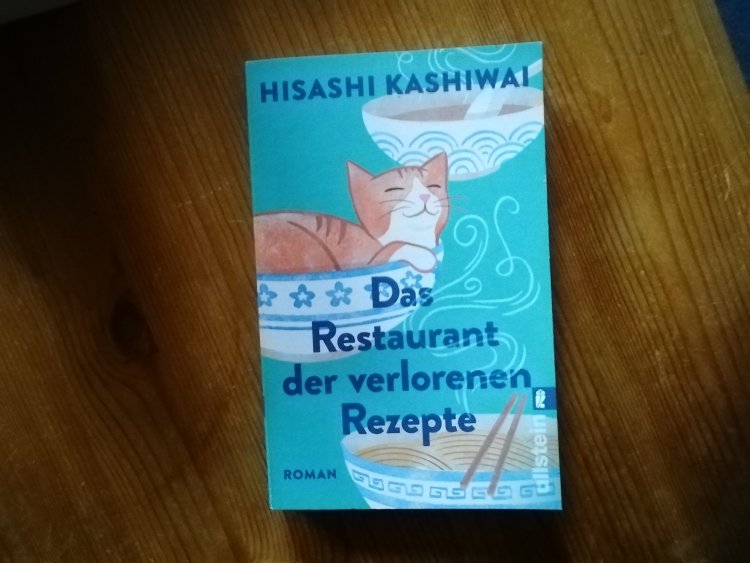 HISASHI KASHIWAI
Das
Restaurant
der verlorenen
Rezepte
ROMAN
ullstein